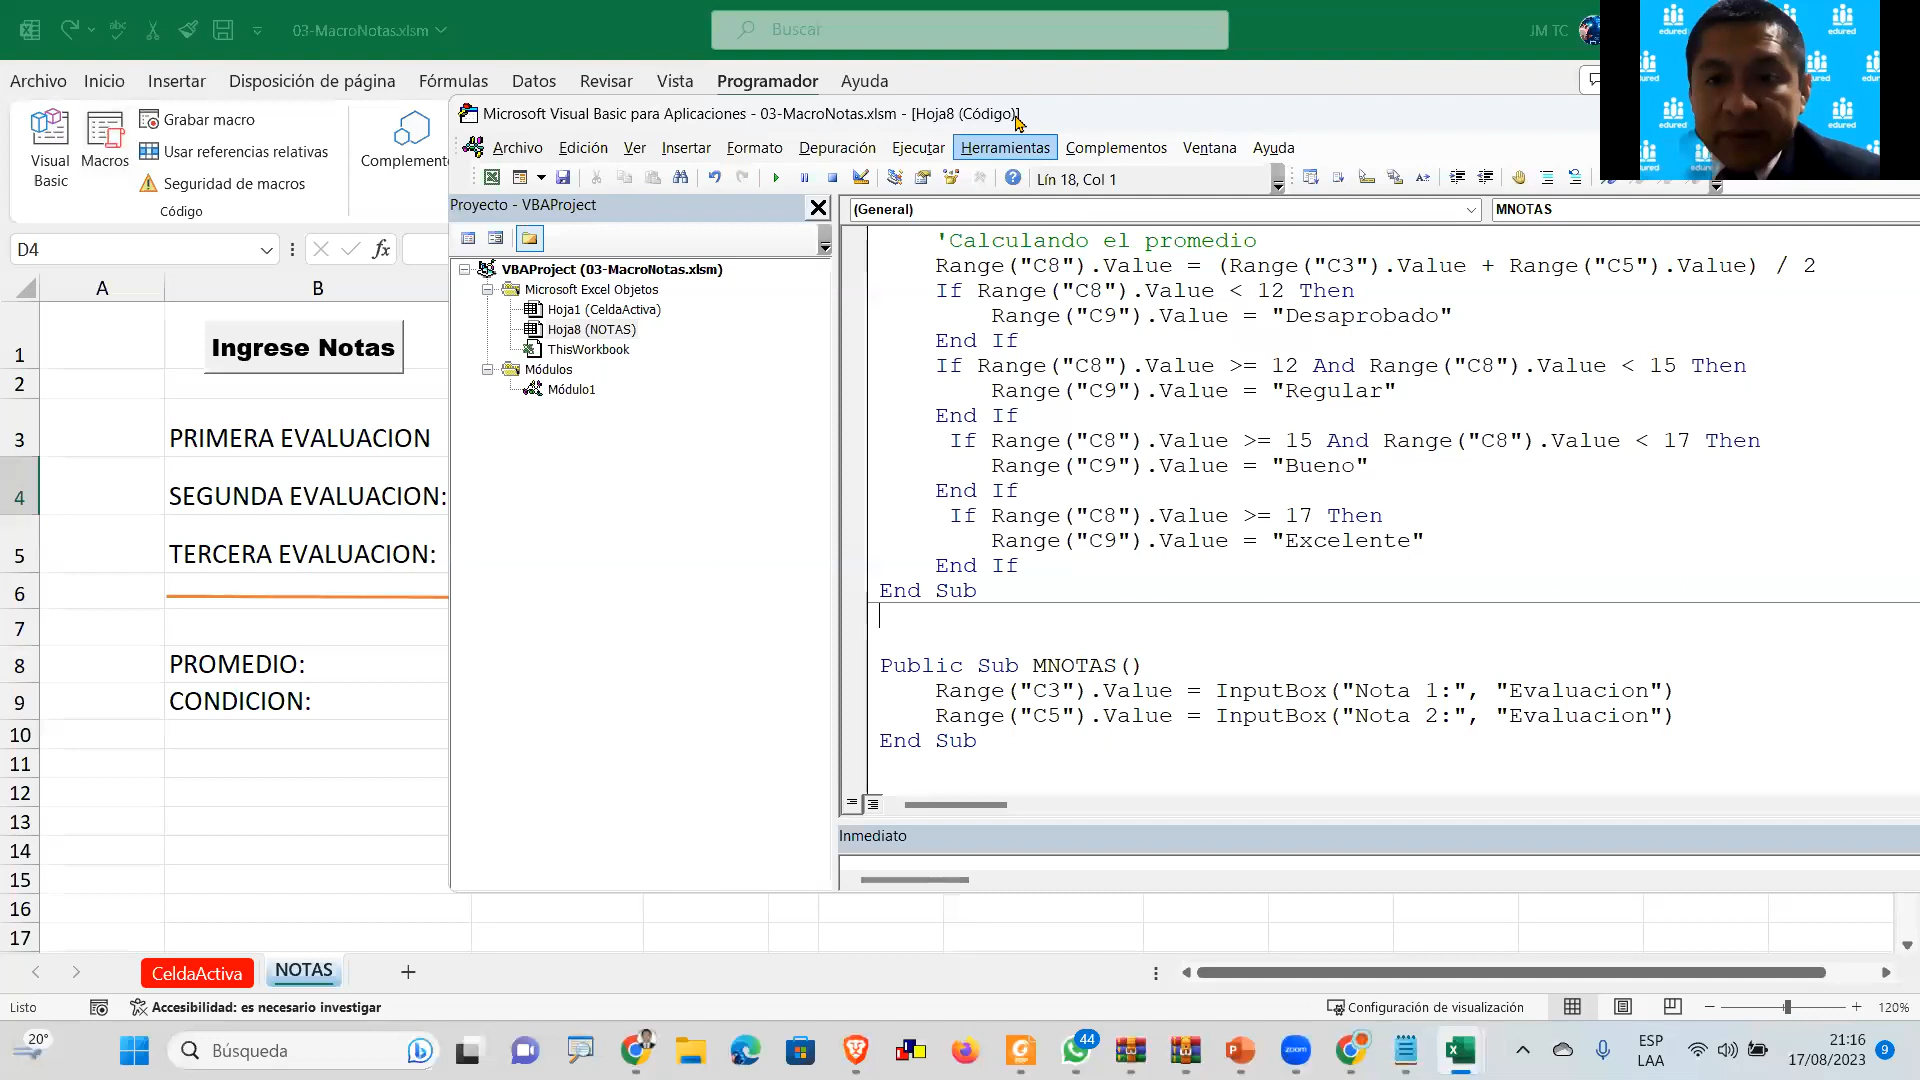 03-MacroNotas.xlsm
Buscar
JM TC
Archivo Inicio Insertar Disposición de página Fórmulas Datos Revisar Vista Programador Ayuda
Visual Basic
Macros
Grabar macro
Usar referencias relativas
Seguridad de macros
Código
Complemento
Microsoft Visual Basic para Aplicaciones - 03-MacroNotas.xlsm - [Hoja8 (Código)]
Archivo Edición Ver Insertar Formato Depuración Ejecutar Herramientas Complementos Ventana Ayuda
Lín 18, Col 1
Proyecto - VBAProject
VBAProject (03-MacroNotas.xlsm)
Microsoft Excel Objetos
Hoja1 (CeldaActiva)
Hoja8 (NOTAS)
ThisWorkbook
Módulos
Módulo1
(General)
MNOTAS
'Calculando el promedio
Range("C8").Value = (Range("C3").Value + Range("C5").Value) / 2
If Range("C8").Value < 12 Then
Range("C9").Value = "Desaprobado"
End If
If Range("C8").Value >= 12 And Range("C8").Value < 15 Then
Range("C9").Value = "Regular"
End If
If Range("C8").Value >= 15 And Range("C8").Value < 17 Then
Range("C9").Value = "Bueno"
End If
If Range("C8").Value >= 17 Then
Range("C9").Value = "Excelente"
End If
End Sub
Public Sub MNOTAS()
Range("C3").Value = InputBox("Nota 1:", "Evaluacion")
Range("C5").Value = InputBox("Nota 2:", "Evaluacion")
End Sub
Inmediato
D4
fx
A B
1 Ingrese Notas
2
3 PRIMERA EVALUACION
4 SEGUNDA EVALUACION:
5 TERCERA EVALUACION:
6
7
8 PROMEDIO:
9 CONDICION:
10
11
12
13
14
15
16
17
CeldaActiva NOTAS
Listo
Accesibilidad: es necesario investigar
Configuración de visualización
120%
20°
Búsqueda
44
zoom
ESP
LAA
21:16
17/08/2023
9
edured
edured